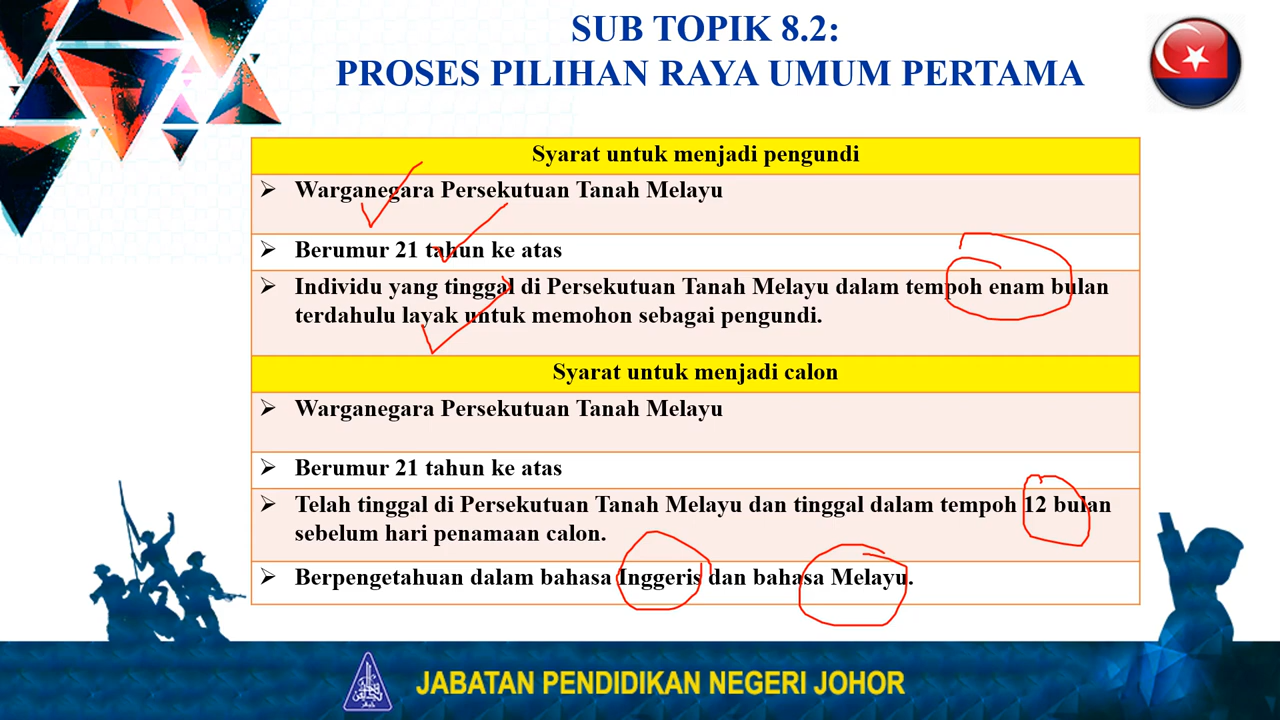 SUB TOPIK 8.2:
PROSES PILIHAN RAYA UMUM PERTAMA
Syarat untuk menjadi pengundi
➢ Warganegara Persekutuan Tanah Melayu
➢ Berumur 21 tahun ke atas
➢ Individu yang tinggal di Persekutuan Tanah Melayu dalam tempoh enam bulan
terdahulu layak untuk memohon sebagai pengundi.
Syarat untuk menjadi calon
➢ Warganegara Persekutuan Tanah Melayu
➢ Berumur 21 tahun ke atas
➢ Telah tinggal di Persekutuan Tanah Melayu dan tinggal dalam tempoh 12 bulan
sebelum hari penamaan calon.
➢ Berpengetahuan dalam bahasa Inggeris dan bahasa Melayu.
JABATAN PENDIDIKAN NEGERI JOHOR